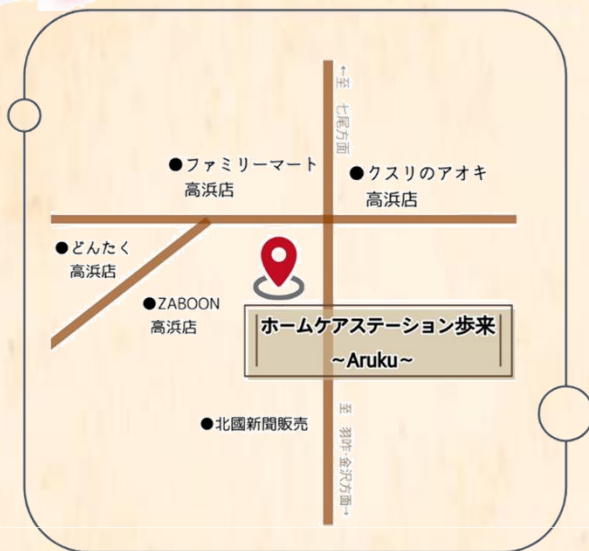 ←至　七尾方面
●ファミリーマート
高浜店
●クスリのアオキ
高浜店
●どんたく
高浜店
●ZABOON
高浜店
ホームケアステーション歩来
~Aruku~
●北國新聞販売
至　羽咋・金沢方面→